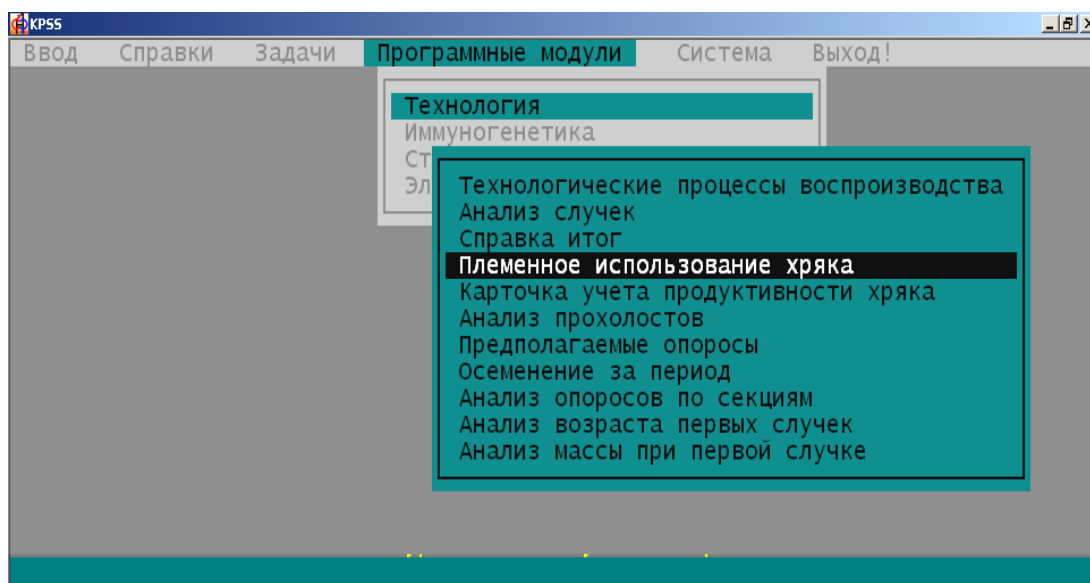 KPSS
Ввод Справки Задачи Программные модули Система Выход!
Технология
Иммуногенетика
Ст
Эл
Технологические процессы воспроизводства
Анализ случек
Справка итог
Племенное использование хряка
Карточка учета продуктивности хряка
Анализ прохолостов
Предполагаемые опоросы
Осеменение за период
Анализ опоросов по секциям
Анализ возраста первых случек
Анализ массы при первой случке